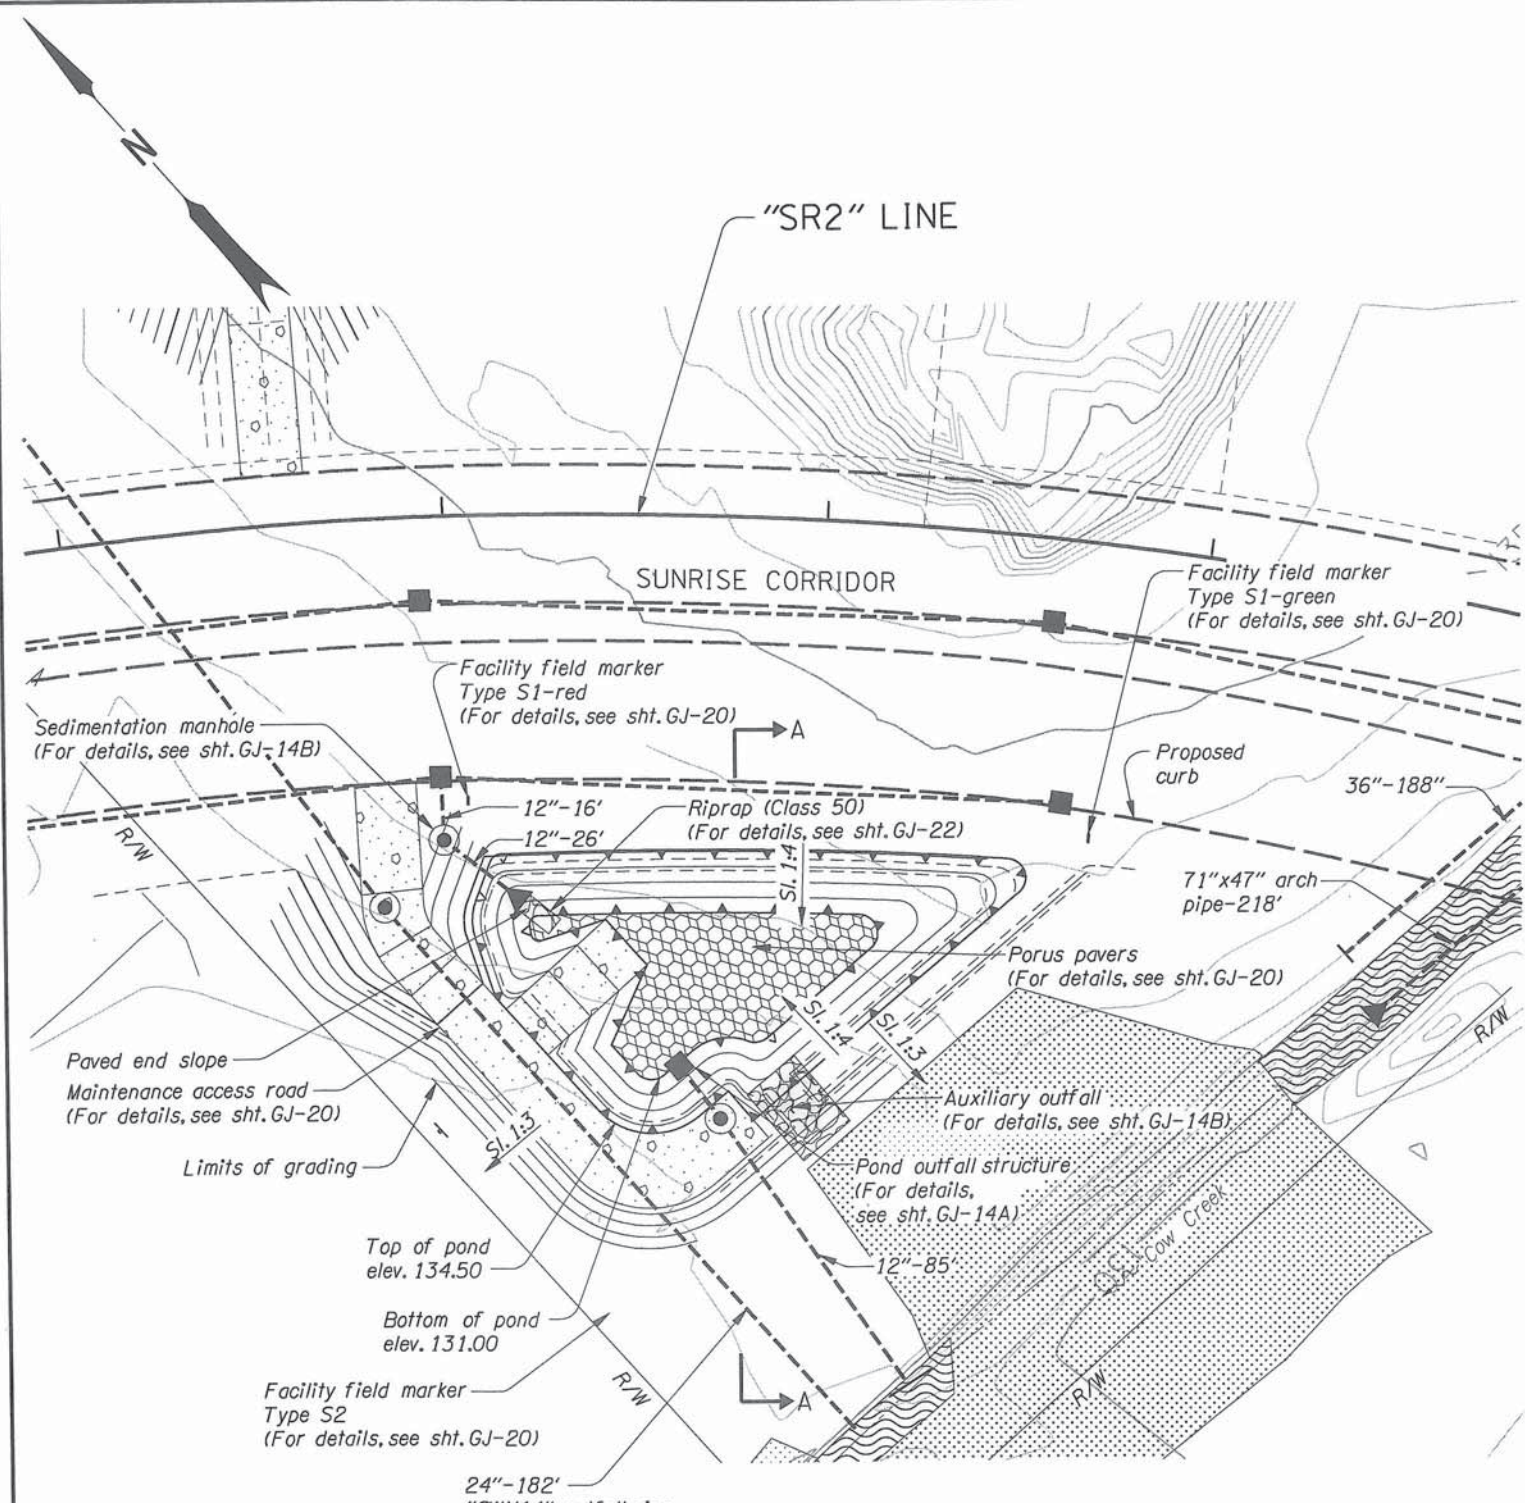 N
"SR2" LINE
SUNRISE CORRIDOR
Facility field marker
Type S1-green
(For details, see sht. GJ-20)
Facility field marker
Type S1-red
(For details, see sht. GJ-20)
Sedimentation manhole
(For details, see sht. GJ-14B)
A
Proposed
curb
36"-188"
12"-16'
12"-26'
Riprap (Class 50)
(For details, see sht. GJ-22)
R/W
Sl. 1:4
71"x47" arch
pipe-218'
Porus pavers
(For details, see sht. GJ-20)
Sl. 1:4
Sl. 1:3
R/W
Paved end slope
Maintenance access road
(For details, see sht. GJ-20)
Auxiliary outfall
(For details, see sht. GJ-14B)
Sl. 1:3
Limits of grading
Pond outfall structure
(For details,
see sht. GJ-14A)
Cow Creek
Top of pond
elev. 134.50
12"-85'
Bottom of pond
elev. 131.00
Facility field marker
Type S2
(For details, see sht. GJ-20)
R/W
A
R/W
24"-182'